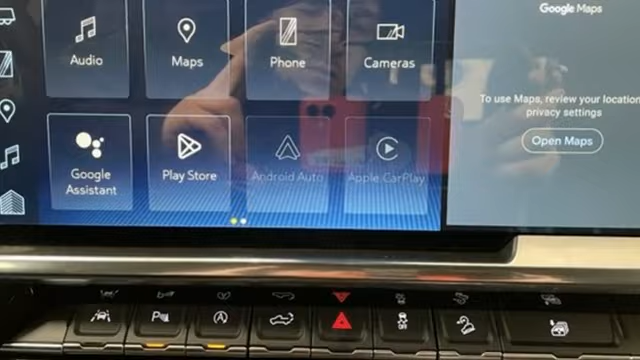 Audio
Maps
Phone
Cameras
Google
Assistant
Play Store
Android Auto
Apple CarPlay
Google Maps
To use Maps, review your location
privacy settings
Open Maps